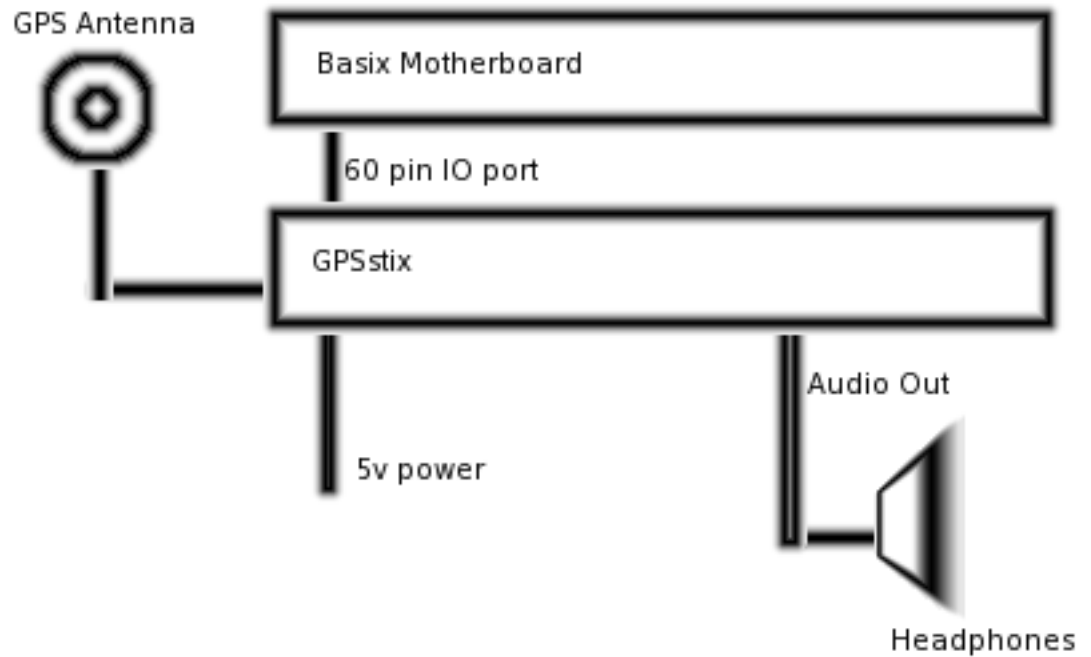 GPS Antenna
Basix Motherboard
60 pin IO port
GPSstix
Audio Out
5v power
Headphones